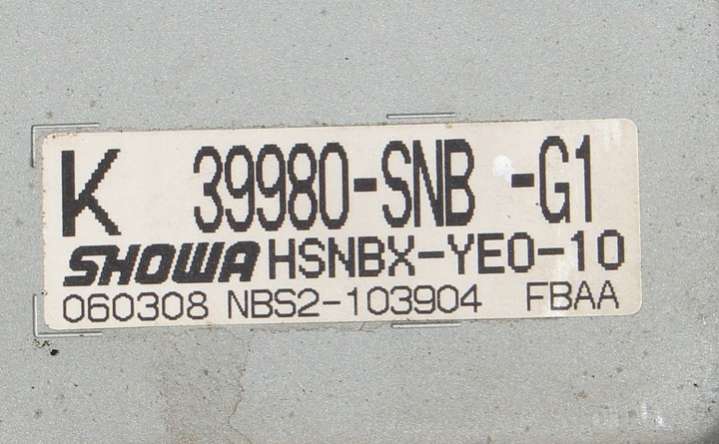 K 39980-SNB -G1
SHOWA HSNBX-YE0-10
060308 NBS2-103904 FBAA